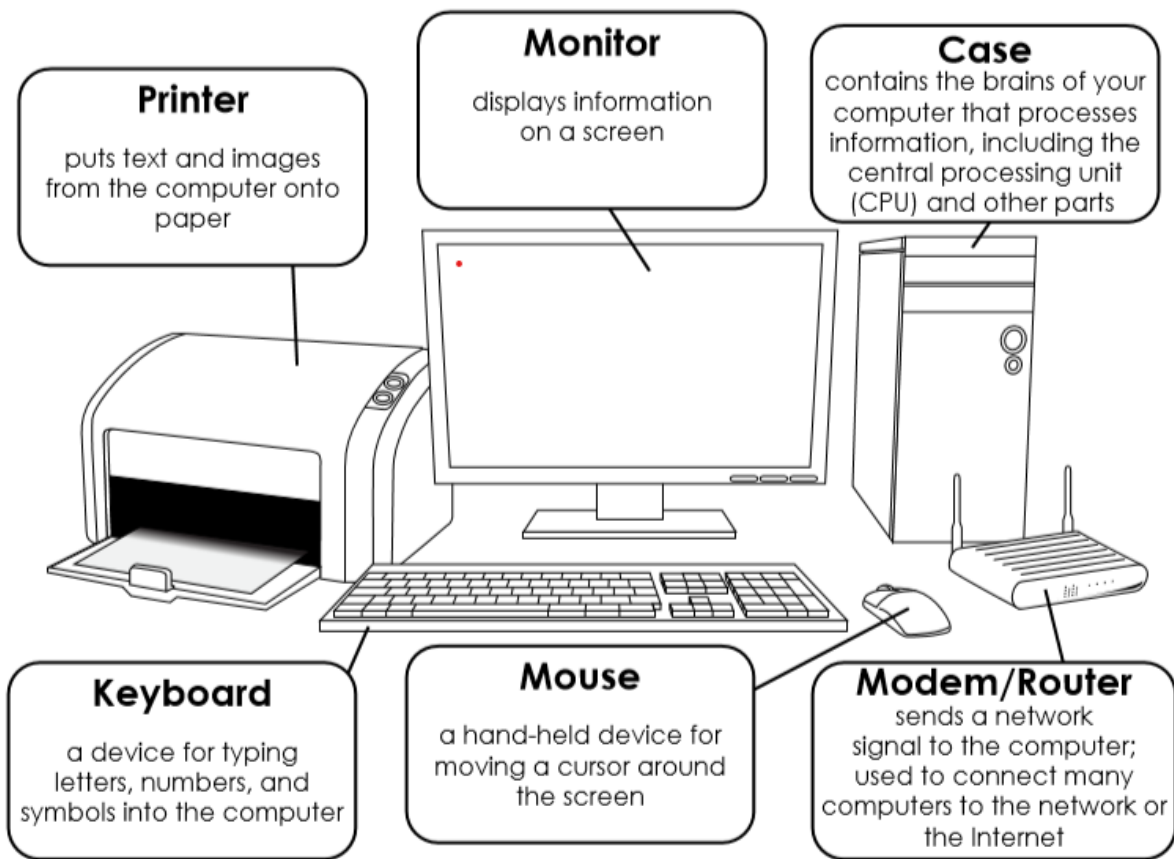 Printer
puts text and images
from the computer onto
paper
Monitor
displays information
on a screen
Case
contains the brains of your
computer that processes
information, including the
central processing unit
(CPU) and other parts
Keyboard
a device for typing
letters, numbers, and
symbols into the computer
Mouse
a hand-held device for
moving a cursor around
the screen
Modem/Router
sends a network
signal to the computer;
used to connect many
computers to the network or
the Internet